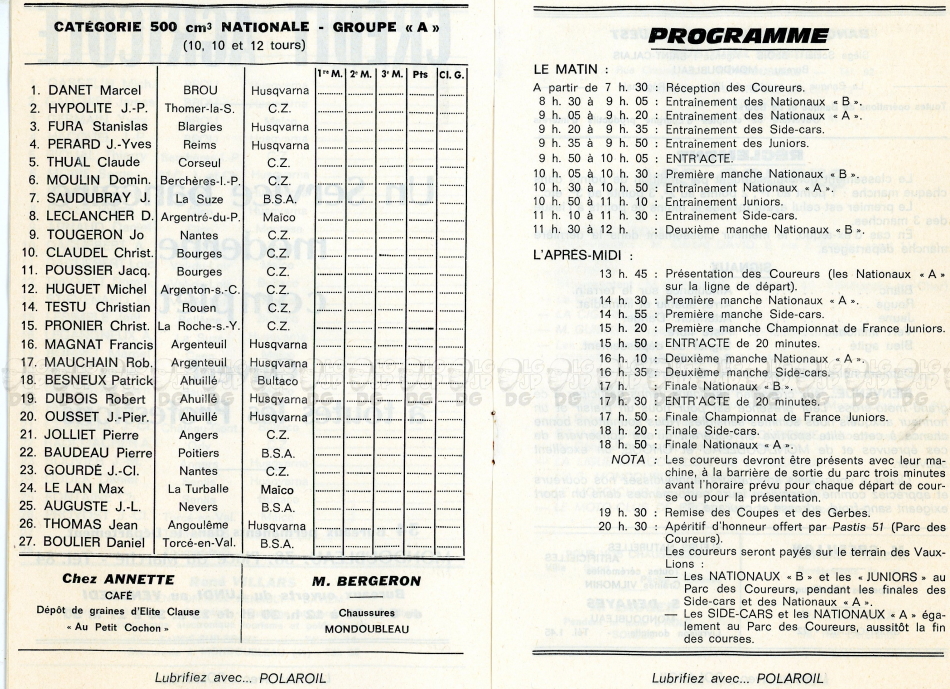 CATÉGORIE 500 cm³ NATIONALE - GROUPE « A »
(10, 10 et 12 tours)
1re M. 2e M. 3e M. Pts Cl. G.
1. DANET Marcel BROU Husqvarna
2. HYPOLITE J.-P. Thomer-la-S. C.Z.
3. FURA Stanislas Blargies Husqvarna
4. PERARD J.-Yves Reims Husqvarna
5. THUAL Claude Corseul C.Z.
6. MOULIN Domin. Berchères-l.-P. C.Z.
7. SAUDUBRAY J. La Suze B.S.A.
8. LECLANCHER D. Argentré-du-P. Maico
9. TOUGERON Jo Nantes C.Z.
10. CLAUDEL Christ. Bourges C.Z.
11. POUSSIER Jacq. Bourges C.Z.
12. HUGUET Michel Argenton-s.-C. C.Z.
14. TESTU Christian Rouen C.Z.
15. PRONIER Christ. La Roche-s.-Y. C.Z.
16. MAGNAT Francis Argenteuil Husqvarna
17. MAUCHAIN Rob. Argenteuil Husqvarna
18. BESNEUX Patrick Ahuillé Bultaco
19. DUBOIS Robert Ahuillé Husqvarna
20. OUSSET J.-Pier. Ahuillé Husqvarna
21. JOLLIET Pierre Angers C.Z.
22. BAUDEAU Pierre Poitiers B.S.A.
23. GOURDÉ J.-Cl. Nantes C.Z.
24. LE LAN Max La Turballe Maïco
25. AUGUSTE J.-L. Nevers B.S.A.
26. THOMAS Jean Angoulême Husqvarna
27. BOULIER Daniel Torcé-en-Val. B.S.A.
Chez ANNETTE
CAFÉ
Dépôt de graines d'Elite Clause
« Au Petit Cochon »
M. BERGERON
Chaussures
MONDOUBLEAU
Lubrifiez avec... POLAROIL
PROGRAMME
LE MATIN :
A partir de 7 h. 30 : Réception des Coureurs.
8 h. 30 à 9 h. 05 : Entraînement des Nationaux « B ».
9 h. 05 à 9 h. 20 : Entraînement des Nationaux « A ».
9 h. 20 à 9 h. 35 : Entraînement des Side-cars.
9 h. 35 à 9 h. 50 : Entraînement des Juniors.
9 h. 50 à 10 h. 05 : ENTR'ACTE.
10 h. 05 à 10 h. 30 : Première manche Nationaux « B ».
10 h. 30 à 10 h. 50 : Entraînement Nationaux « A ».
10 h. 50 à 11 h. 10 : Entraînement Juniors.
11 h. 10 à 11 h. 30 : Entraînement Side-cars.
11 h. 30 à 12 h. : Deuxième manche Nationaux « B ».
L'APRES-MIDI :
13 h. 45 : Présentation des Coureurs (les Nationaux « A »
sur la ligne de départ).
14 h. 30 : Première manche Nationaux « A ».
14 h. 55 : Première manche Side-cars.
15 h. 20 : Première manche Championnat de France Juniors.
15 h. 50 : ENTR'ACTE de 20 minutes.
16 h. 10 : Deuxième manche Nationaux « A ».
16 h. 35 : Deuxième manche Side-cars.
17 h. : Finale Nationaux « B ».
17 h. 30 : ENTR'ACTE de 20 minutes.
17 h. 50 : Finale Championnat de France Juniors.
18 h. 20 : Finale Side-cars.
18 h. 50 : Finale Nationaux « A ».
NOTA : Les coureurs devront être présents avec leur ma-
chine, à la barrière de sortie du parc trois minutes
avant l'horaire prévu pour chaque départ de cour-
se ou pour la présentation.
19 h. 30 : Remise des Coupes et des Gerbes.
20 h. 30 : Apéritif d'honneur offert par Pastis 51 (Parc des
Coureurs).
Les coureurs seront payés sur le terrain des Vaux-
Lions :
— Les NATIONAUX « B » et les « JUNIORS » au
Parc des Coureurs, pendant les finales des
Side-cars et des Nationaux « A ».
— Les SIDE-CARS et les NATIONAUX « A » éga-
lement au Parc des Coureurs, aussitôt la fin
des courses.
Lubrifiez avec... POLAROIL